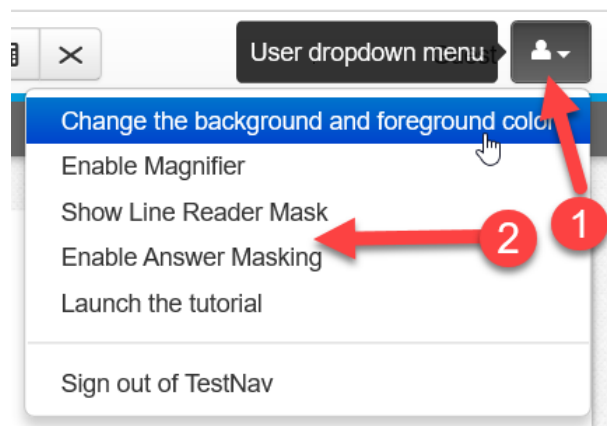 User dropdown menu
Change the background and foreground color
Enable Magnifier
Show Line Reader Mask
Enable Answer Masking
Launch the tutorial
Sign out of TestNav
1
2